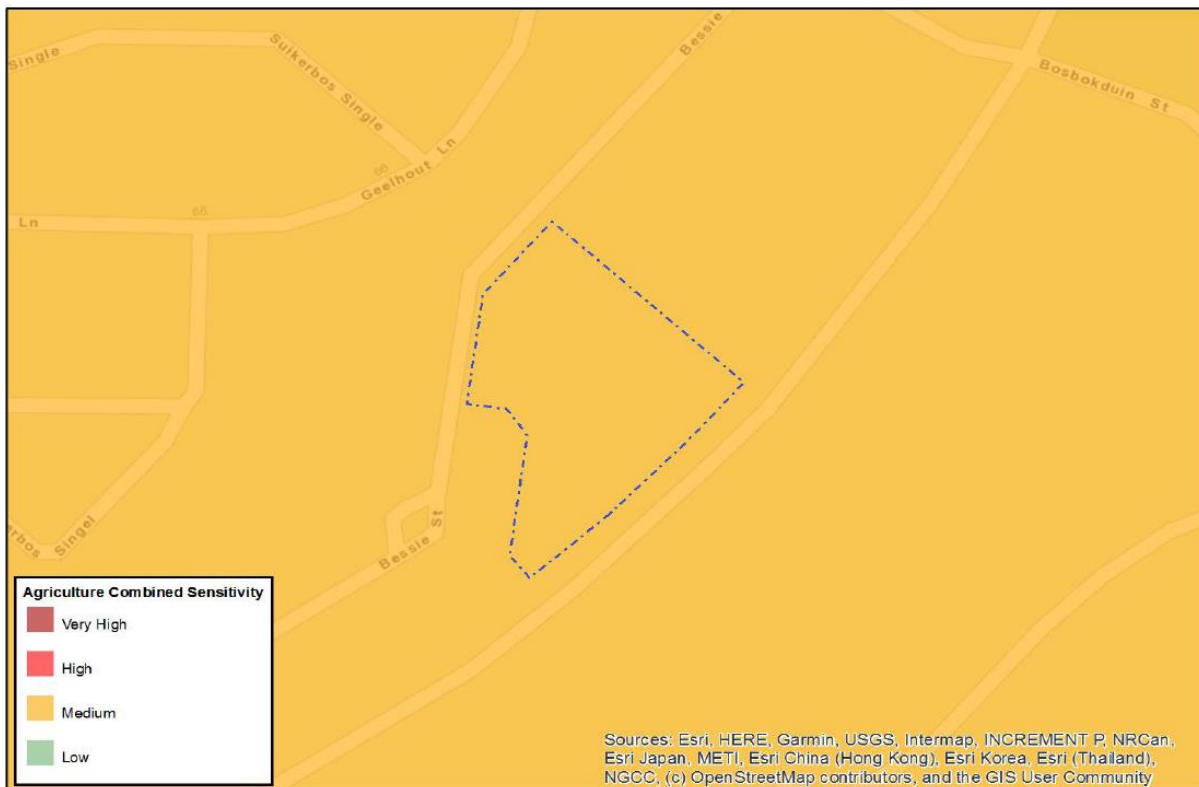 Single
Suikerbos Single
Bessie
Bosbokduin St
66
Geelhout Ln
66
Ln
Bessie St
erbos Singel
Agriculture Combined Sensitivity
Very High
High
Medium
Low
Sources: Esri, HERE, Garmin, USGS, Intermap, INCREMENT P, NRCan,
Esri Japan, METI, Esri China (Hong Kong), Esri Korea, Esri (Thailand),
NGCC, (c) OpenStreetMap contributors, and the GIS User Community